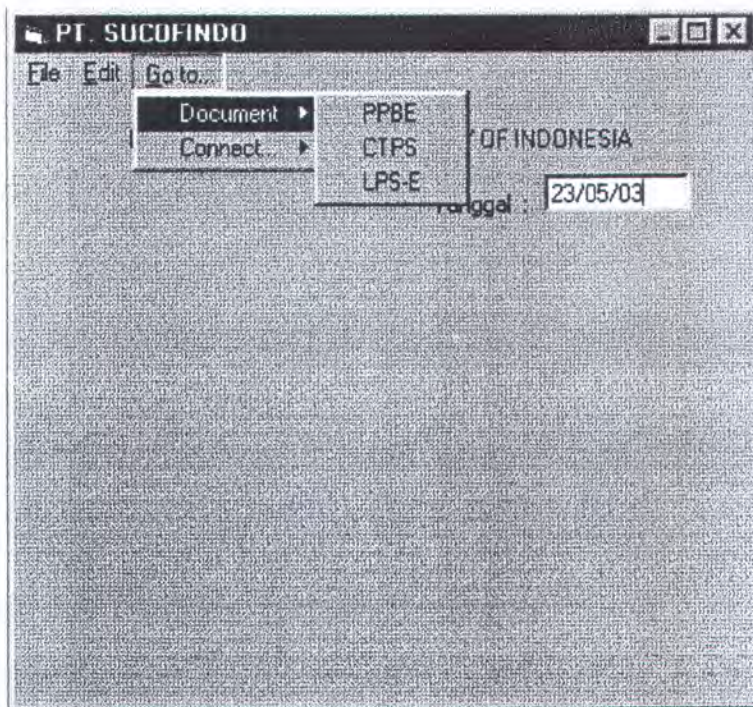 PT. SUCOFINDO
File Edit Go to...
Document PPBE
Connect... CTPS
LPS-E
OF INDONESIA
23/05/03